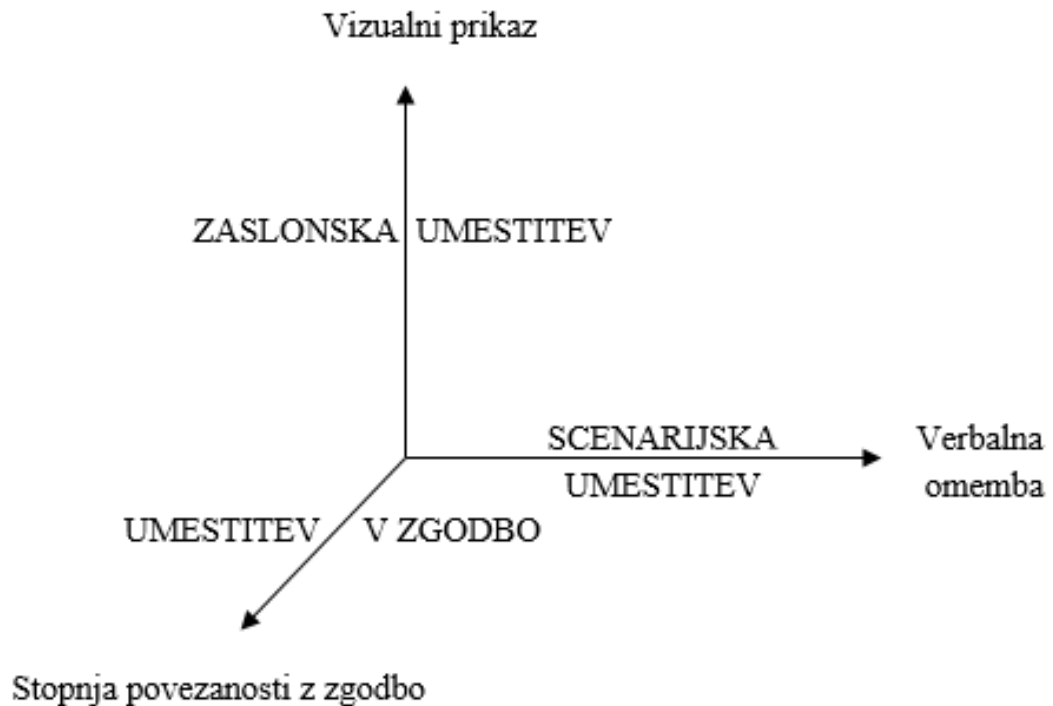 Vizualni prikaz
ZASLONSKA UMESTITEV
SCENARIJSKA
UMESTITEV
Verbalna
omemba
UMESTITEV V ZGODBO
Stopnja povezanosti z zgodbo